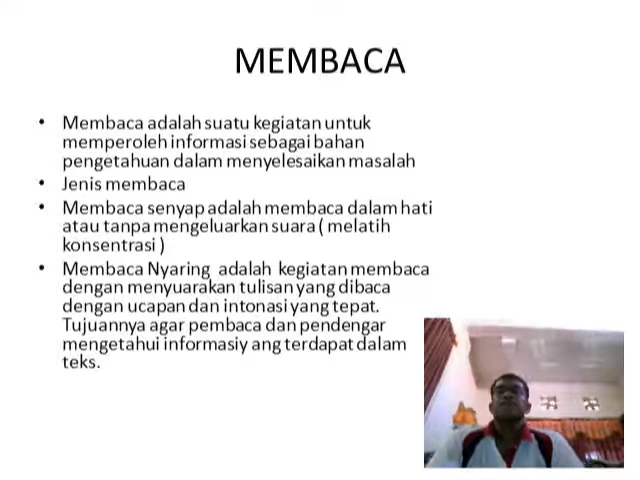 MEMBACA
• Membaca adalah suatu kegiatan untuk
memperoleh informasi sebagai bahan
pengetahuan dalam menyelesaikan masalah
• Jenis membaca
• Membaca senyap adalah membaca dalam hati
atau tanpa mengeluarkan suara ( melatih
konsentrasi )
• Membaca Nyaring adalah kegiatan membaca
dengan menyuarakan tulisan yang dibaca
dengan ucapan dan intonasi yang tepat.
Tujuannya agar pembaca dan pendengar
mengetahui informasiy ang terdapat dalam
teks.